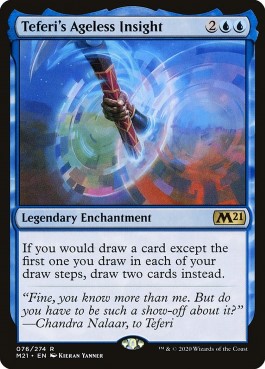 Teferi's Ageless Insight 2
Legendary Enchantment M21
If you would draw a card except the
first one you draw in each of your
draw steps, draw two cards instead.
"Fine, you know more than me. But do
you have to be such a show-off about it?"
—Chandra Nalaar, to Teferi
076/274 R
M21 • EN KIERAN YANNER
™ & © 2020 Wizards of the Coast